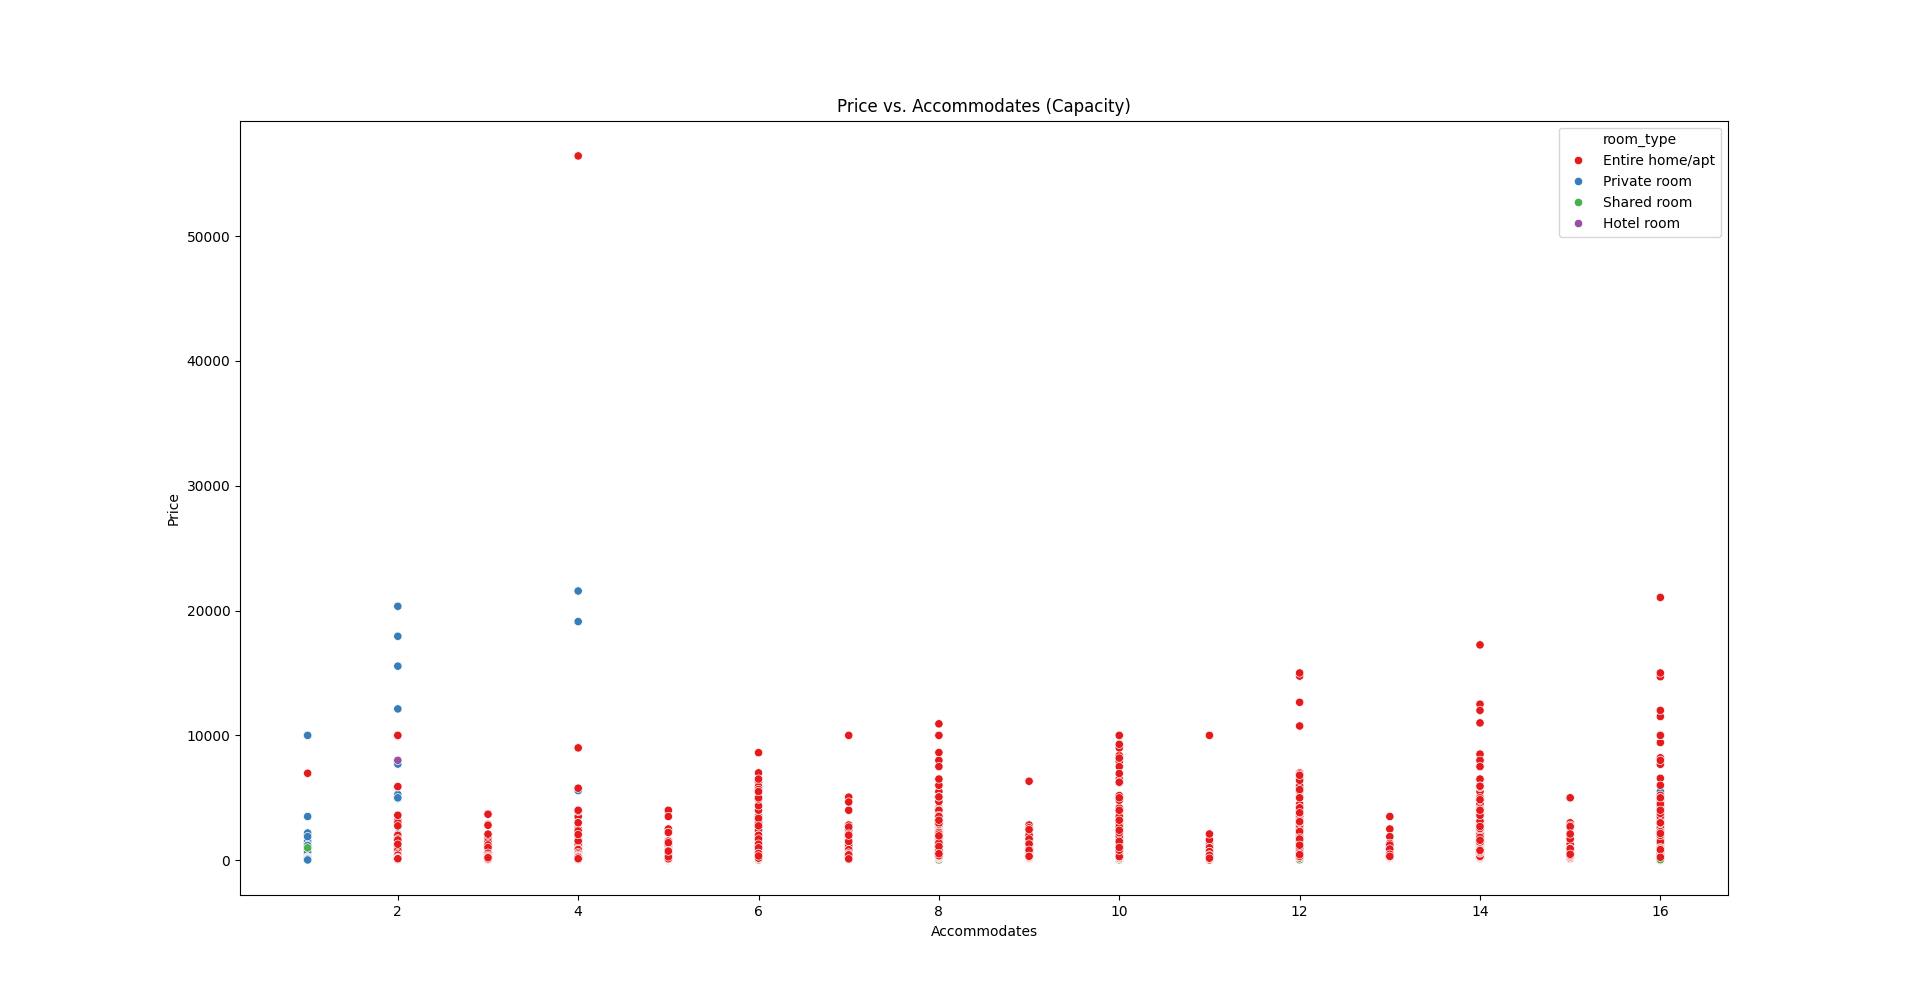 Price vs. Accommodates (Capacity)
room_type
Entire home/apt
Private room
Shared room
Hotel room
50000
40000
30000
20000
10000
0
Price
2 4 6 8 10 12 14 16
Accommodates